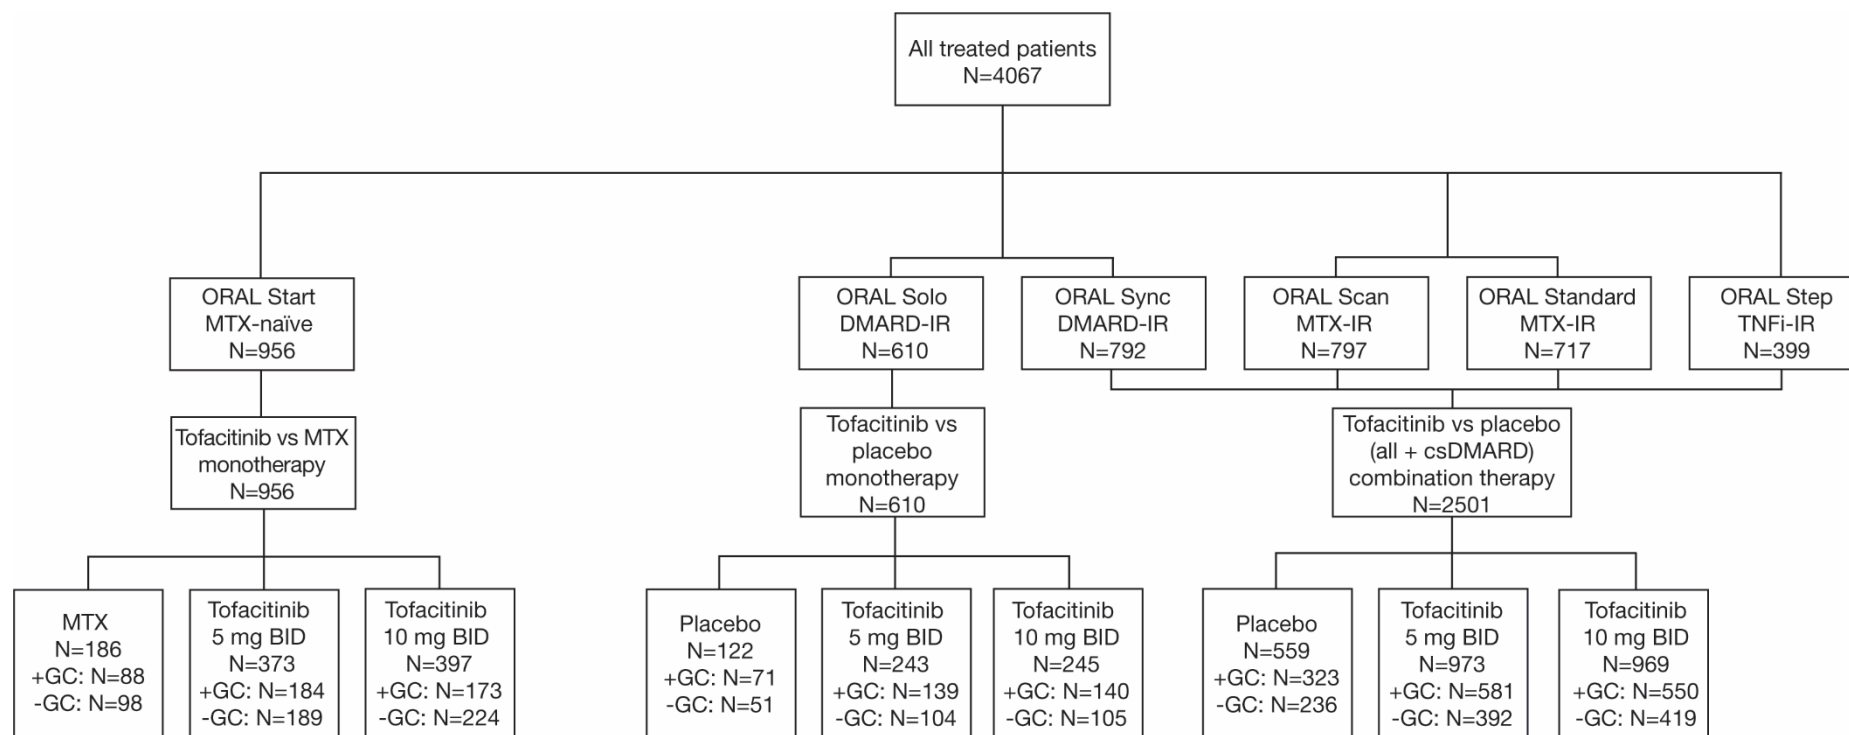 All treated patients
N=4067
ORAL Start
MTX-naïve
N=956
ORAL Solo
DMARD-IR
N=610
ORAL Sync
DMARD-IR
N=792
ORAL Scan
MTX-IR
N=797
ORAL Standard
MTX-IR
N=717
ORAL Step
TNFi-IR
N=399
Tofacitinib vs MTX
monotherapy
N=956
Tofacitinib vs
placebo
monotherapy
N=610
Tofacitinib vs placebo
(all + csDMARD)
combination therapy
N=2501
MTX
N=186
+GC: N=88
-GC: N=98
Tofacitinib
5 mg BID
N=373
+GC: N=184
-GC: N=189
Tofacitinib
10 mg BID
N=397
+GC: N=173
-GC: N=224
Placebo
N=122
+GC: N=71
-GC: N=51
Tofacitinib
5 mg BID
N=243
+GC: N=139
-GC: N=104
Tofacitinib
10 mg BID
N=245
+GC: N=140
-GC: N=105
Placebo
N=559
+GC: N=323
-GC: N=236
Tofacitinib
5 mg BID
N=973
+GC: N=581
-GC: N=392
Tofacitinib
10 mg BID
N=969
+GC: N=550
-GC: N=419